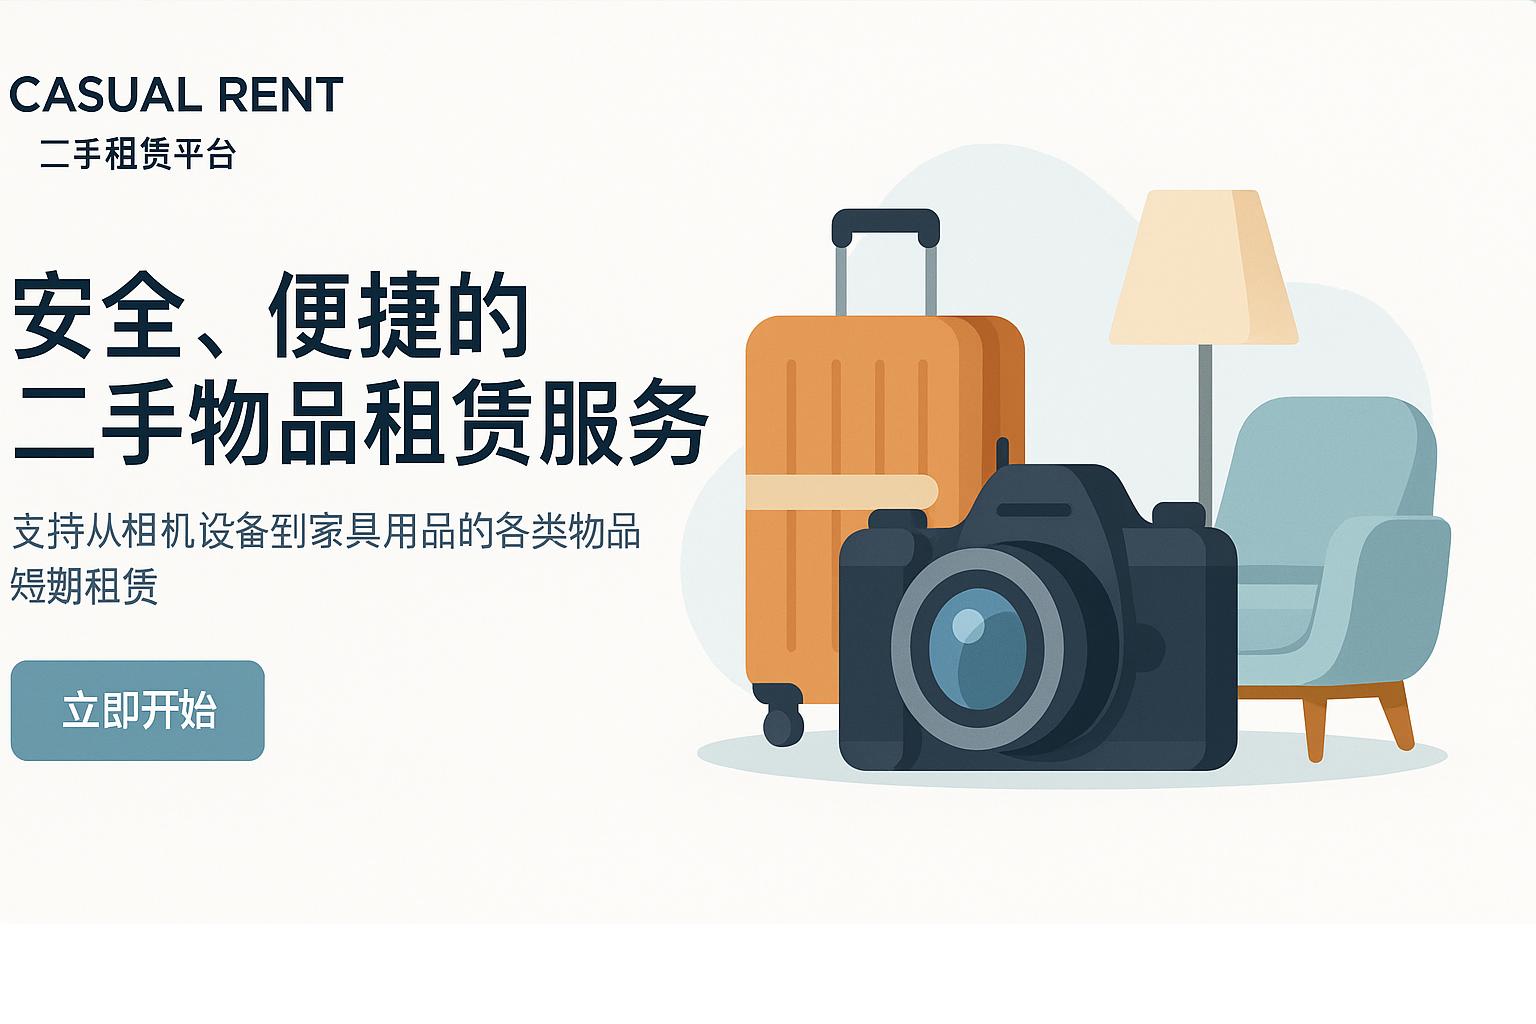 CASUAL RENT
二手租赁平台
安全、便捷的
二手物品租赁服务
支持从相机设备到家具用品的各类物品
短期租赁
立即开始